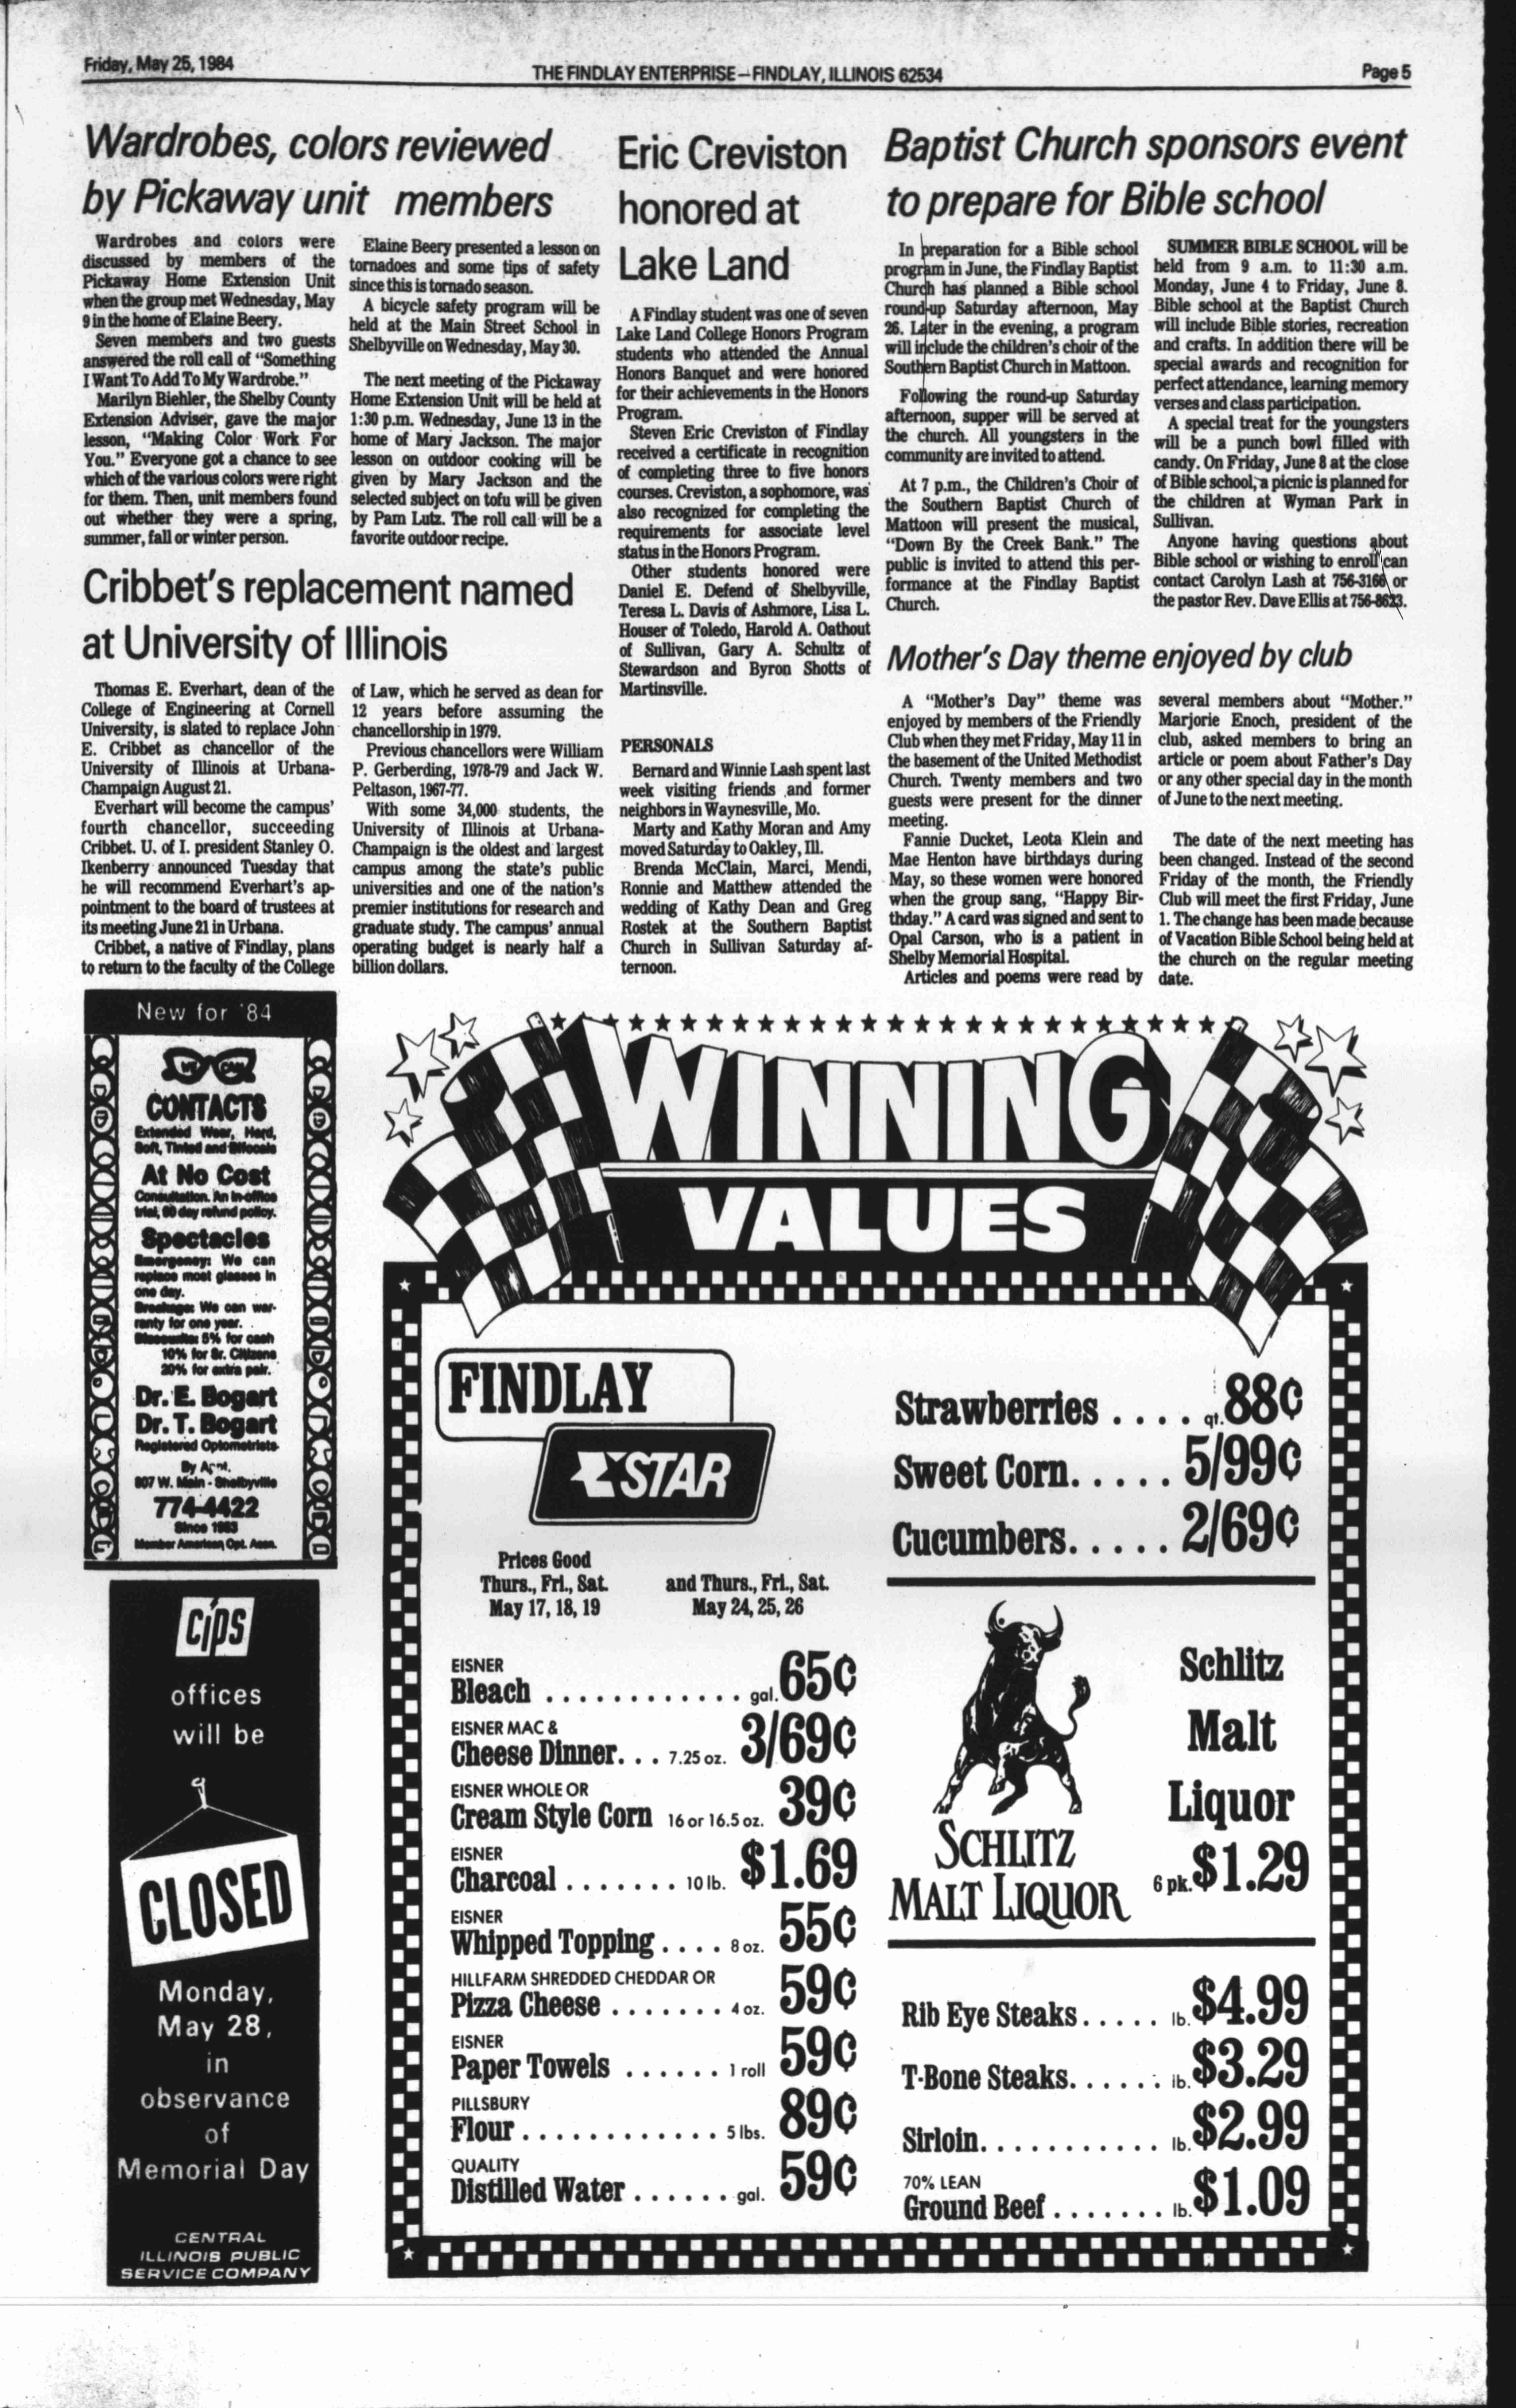 Friday, May 25, 1984
THE FINDLAY ENTERPRISE—FINDLAY, ILLINOIS 62534
Page 5
Wardrobes, colors reviewed
by Pickaway unit members
Wardrobes and colors were
discussed by members of the
Pickaway Home Extension Unit
when the group met Wednesday, May
9 in the home of Elaine Beery.
Seven members and two guests
answered the roll call of "Something
I Want To Add To My Wardrobe."
Marilyn Biehler, the Shelby County
Extension Adviser, gave the major
lesson, "Making Color Work For
You." Everyone got a chance to see
which of the various colors were right
for them. Then, unit members found
out whether they were a spring,
summer, fall or winter person.
Elaine Beery presented a lesson on
tornadoes and some tips of safety
since this is tornado season.
A bicycle safety program will be
held at the Main Street School in
Shelbyville on Wednesday, May 30.
The next meeting of the Pickaway
Home Extension Unit will be held at
1:30 p.m. Wednesday, June 13 in the
home of Mary Jackson. The major
lesson on outdoor cooking will be
given by Mary Jackson and the
selected subject on tofu will be given
by Pam Lutz. The roll call will be a
favorite outdoor recipe.
Cribbet's replacement named
at University of Illinois
Thomas E. Everhart, dean of the
College of Engineering at Cornell
University, is slated to replace John
E. Cribbet as chancellor of the
University of Illinois at Urbana-
Champaign August 21.
Everhart will become the campus'
fourth chancellor, succeeding
Cribbet. U. of I. president Stanley O.
Ikenberry announced Tuesday that
he will recommend Everhart's ap-
pointment to the board of trustees at
its meeting June 21 in Urbana.
Cribbet, a native of Findlay, plans
to return to the faculty of the College
of Law, which he served as dean for
12 years before assuming the
chancellorship in 1979.
Previous chancellors were William
P. Gerberding, 1978-79 and Jack W.
Peltason, 1967-77.
With some 34,000 students, the
University of Illinois at Urbana-
Champaign is the oldest and largest
campus among the state's public
universities and one of the nation's
premier institutions for research and
graduate study. The campus' annual
operating budget is nearly half a
billion dollars.
Eric Creviston
honored at
Lake Land
A Findlay student was one of seven
Lake Land College Honors Program
students who attended the Annual
Honors Banquet and were honored
for their achievements in the Honors
Program.
Steven Eric Creviston of Findlay
received a certificate in recognition
of completing three to five honors
courses. Creviston, a sophomore, was
also recognized for completing the
requirements for associate level
status in the Honors Program.
Other students honored were
Daniel E. Defend of Shelbyville,
Teresa L. Davis of Ashmore, Lisa L.
Houser of Toledo, Harold A. Oathout
of Sullivan, Gary A. Schultz of
Stewardson and Byron Shotts of
Martinsville.
PERSONALS
Bernard and Winnie Lash spent last
week visiting friends and former
neighbors in Waynesville, Mo.
Marty and Kathy Moran and Amy
moved Saturday to Oakley, Ill.
Brenda McClain, Marci, Mendi,
Ronnie and Matthew attended the
wedding of Kathy Dean and Greg
Rostek at the Southern Baptist
Church in Sullivan Saturday af-
ternoon.
Baptist Church sponsors event
to prepare for Bible school
In preparation for a Bible school
program in June, the Findlay Baptist
Church has planned a Bible school
round-up Saturday afternoon, May
26. Later in the evening, a program
will include the children's choir of the
Southern Baptist Church in Mattoon.
Following the round-up Saturday
afternoon, supper will be served at
the church. All youngsters in the
community are invited to attend.
At 7 p.m., the Children's Choir of
the Southern Baptist Church of
Mattoon will present the musical,
"Down By the Creek Bank." The
public is invited to attend this per-
formance at the Findlay Baptist
Church.
SUMMER BIBLE SCHOOL will be
held from 9 a.m. to 11:30 a.m.
Monday, June 4 to Friday, June 8.
Bible school at the Baptist Church
will include Bible stories, recreation
and crafts. In addition there will be
special awards and recognition for
perfect attendance, learning memory
verses and class participation.
A special treat for the youngsters
will be a punch bowl filled with
candy. On Friday, June 8 at the close
of Bible school, a picnic is planned for
the children at Wyman Park in
Sullivan.
Anyone having questions about
Bible school or wishing to enroll can
contact Carolyn Lash at 756-3166 or
the pastor Rev. Dave Ellis at 756-8623.
Mother's Day theme enjoyed by club
A "Mother's Day" theme was
enjoyed by members of the Friendly
Club when they met Friday, May 11 in
the basement of the United Methodist
Church. Twenty members and two
guests were present for the dinner
meeting.
Fannie Ducket, Leota Klein and
Mae Henton have birthdays during
May, so these women were honored
when the group sang, "Happy Bir-
thday." A card was signed and sent to
Opal Carson, who is a patient in
Shelby Memorial Hospital.
Articles and poems were read by
several members about "Mother."
Marjorie Enoch, president of the
club, asked members to bring an
article or poem about Father's Day
or any other special day in the month
of June to the next meeting.
The date of the next meeting has
been changed. Instead of the second
Friday of the month, the Friendly
Club will meet the first Friday, June
1. The change has been made because
of Vacation Bible School being held at
the church on the regular meeting
date.
New for '84
WE CARE
CONTACTS
Extended Wear, Hard,
Soft, Tinted and Bifocals
At No Cost
Consultation. An in-office
trial, 60 day refund policy.
Spectacles
Emergency: We can
replace most glasses in
one day.
Breakage: We can war-
ranty for one year.
Discounts: 5% for cash
10% for Sr. Citizens
20% for extra pair.
Dr. E. Bogart
Dr. T. Bogart
Registered Optometrists
By Appt.
807 W. Main - Shelbyville
774-4422
Since
Member American Opt. Assn.
cips
offices
will be
CLOSED
Monday,
May 28,
in
observance
of
Memorial Day
CENTRAL
ILLINOIS PUBLIC
SERVICE COMPANY
WINNING
VALUES
FINDLAY
STAR
Prices Good
Thurs., Fri., Sat. and Thurs., Fri., Sat.
May 17, 18, 19 May 24, 25, 26
EISNER
Bleach ............ gal. 65¢
EISNER MAC &
Cheese Dinner... 7.25 oz. 3/69¢
EISNER WHOLE OR
Cream Style Corn 16 or 16.5 oz. 39¢
EISNER
Charcoal ....... 10 lb. $1.69
EISNER
Whipped Topping .... 8 oz. 55¢
HILLFARM SHREDDED CHEDDAR OR
Pizza Cheese ....... 4 oz. 59¢
EISNER
Paper Towels ...... 1 roll 59¢
PILLSBURY
Flour ............ 5 lbs. 89¢
QUALITY
Distilled Water ...... gal. 59¢
Strawberries .... qt. 88¢
Sweet Corn..... 5/99¢
Cucumbers..... 2/69¢
SCHLITZ
MALT LIQUOR
Schlitz
Malt
Liquor
6 pk. $1.29
Rib Eye Steaks..... lb. $4.99
T-Bone Steaks...... lb. $3.29
Sirloin........... lb. $2.99
70% LEAN
Ground Beef ....... lb. $1.09